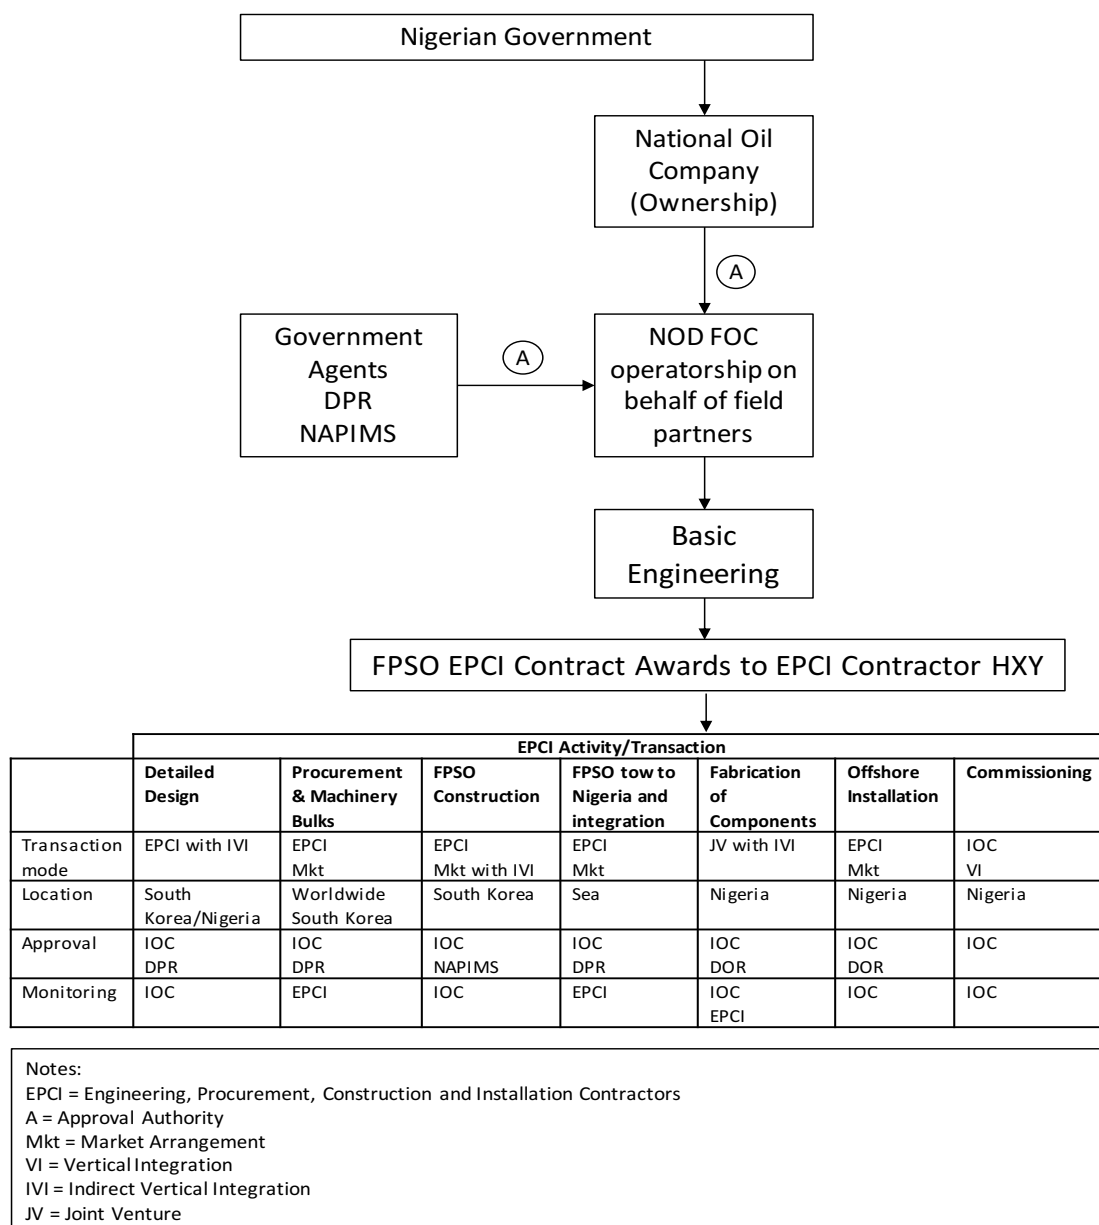 Nigerian Government
National Oil
Company
(Ownership)
A
Government
Agents
DPR
NAPIMS
A
NOD FOC
operatorship on
behalf of field
partners
Basic
Engineering
FPSO EPCI Contract Awards to EPCI Contractor HXY
EPCI Activity/Transaction
Detailed Design
Procurement & Machinery Bulks
FPSO Construction
FPSO tow to Nigeria and integration
Fabrication of Components
Offshore Installation
Commissioning
Transaction mode
EPCI with IVI
EPCI
Mkt
EPCI
Mkt with IVI
EPCI
Mkt
JV with IVI
EPCI
Mkt
IOC
VI
Location
South
Korea/Nigeria
Worldwide
South Korea
South Korea
Sea
Nigeria
Nigeria
Nigeria
Approval
IOC
DPR
IOC
DPR
IOC
NAPIMS
IOC
DPR
IOC
DOR
IOC
DOR
IOC
Monitoring
IOC
EPCI
IOC
EPCI
IOC
EPCI
IOC
IOC
Notes:
EPCI = Engineering, Procurement, Construction and Installation Contractors
A = Approval Authority
Mkt = Market Arrangement
VI = Vertical Integration
IVI = Indirect Vertical Integration
JV = Joint Venture